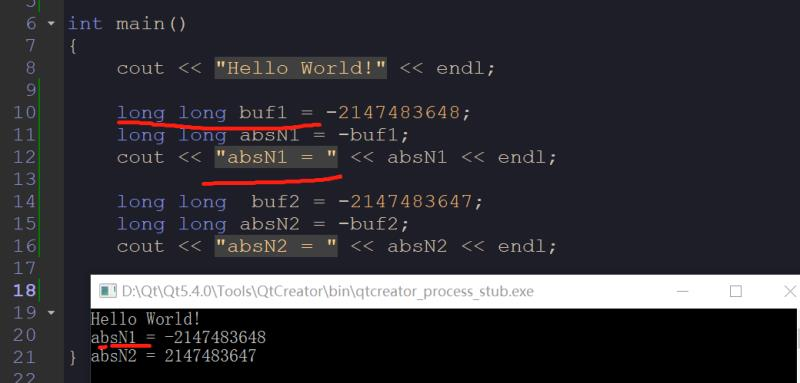 5
6 int main()
7 {
8 cout << "Hello World!" << endl;
9
10 long long buf1 = -2147483648;
11 long long absN1 = -buf1;
12 cout << "absN1 = " << absN1 << endl;
13
14 long long  buf2 = -2147483647;
15 long long absN2 = -buf2;
16 cout << "absN2 = " << absN2 << endl;
17
18
19
20
21 }
22
D:\Qt\Qt5.4.0\Tools\QtCreator\bin\qtcreator_process_stub.exe
Hello World!
absN1 = -2147483648
absN2 = 2147483647